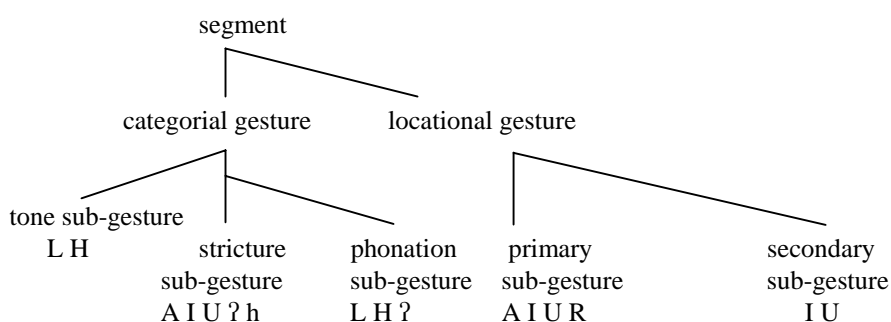 segment
categorial gesture locational gesture
tone sub-gesture
L H
stricture phonation primary secondary
sub-gesture sub-gesture sub-gesture sub-gesture
A I U ʔ h L H ʔ A I U R I U